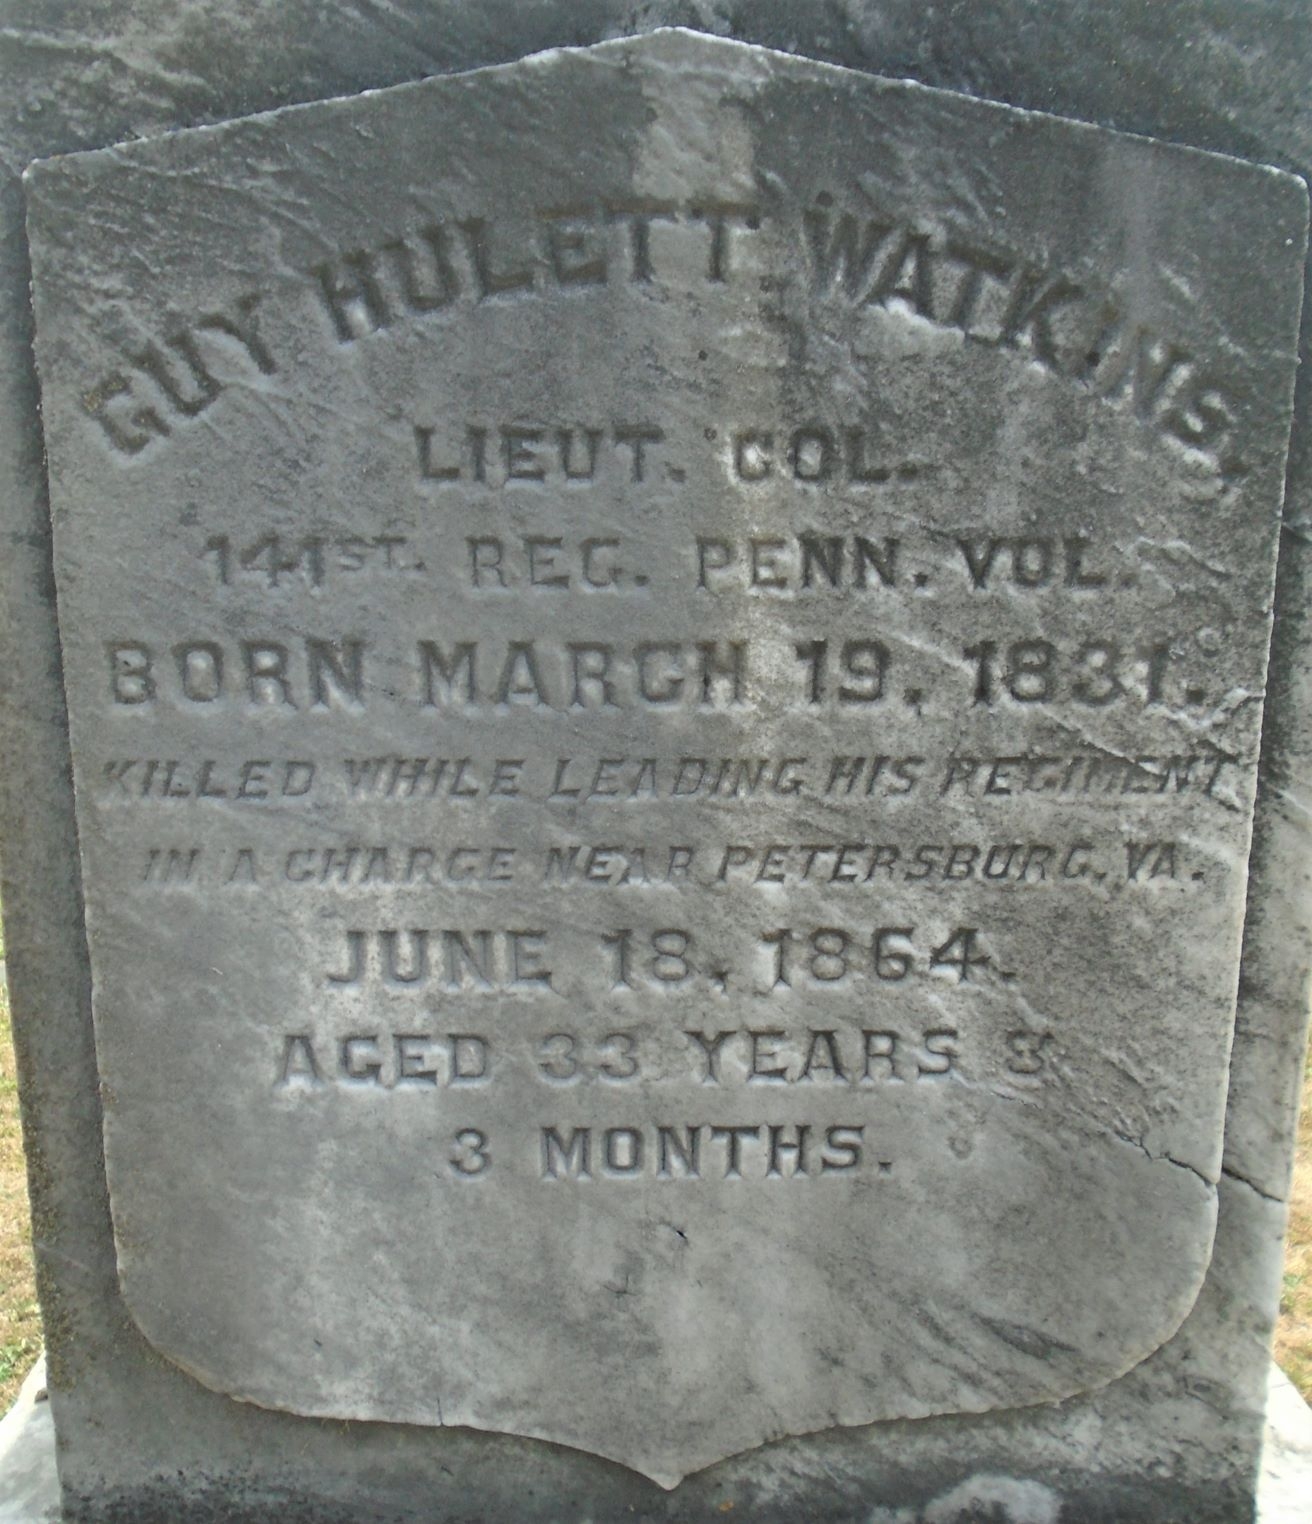 GUY HULETT WATKINS,
LIEUT. COL.
141ST. REG. PENN. VOL.
BORN MARCH 19, 1831.
KILLED WHILE LEADING HIS REGIMENT
IN A CHARGE NEAR PETERSBURG, VA.
JUNE 18, 1864.
AGED 33 YEARS &
3 MONTHS.